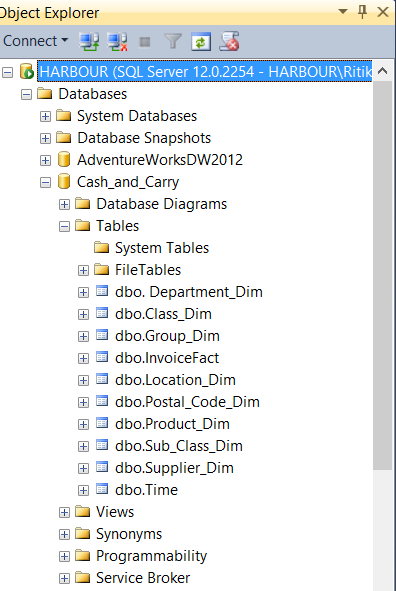 Object Explorer
Connect
HARBOUR (SQL Server 12.0.2254 - HARBOUR\Ritik
Databases
System Databases
Database Snapshots
AdventureWorksDW2012
Cash_and_Carry
Database Diagrams
Tables
System Tables
FileTables
dbo. Department_Dim
dbo.Class_Dim
dbo.Group_Dim
dbo.InvoiceFact
dbo.Location_Dim
dbo.Postal_Code_Dim
dbo.Product_Dim
dbo.Sub_Class_Dim
dbo.Supplier_Dim
dbo.Time
Views
Synonyms
Programmability
Service Broker